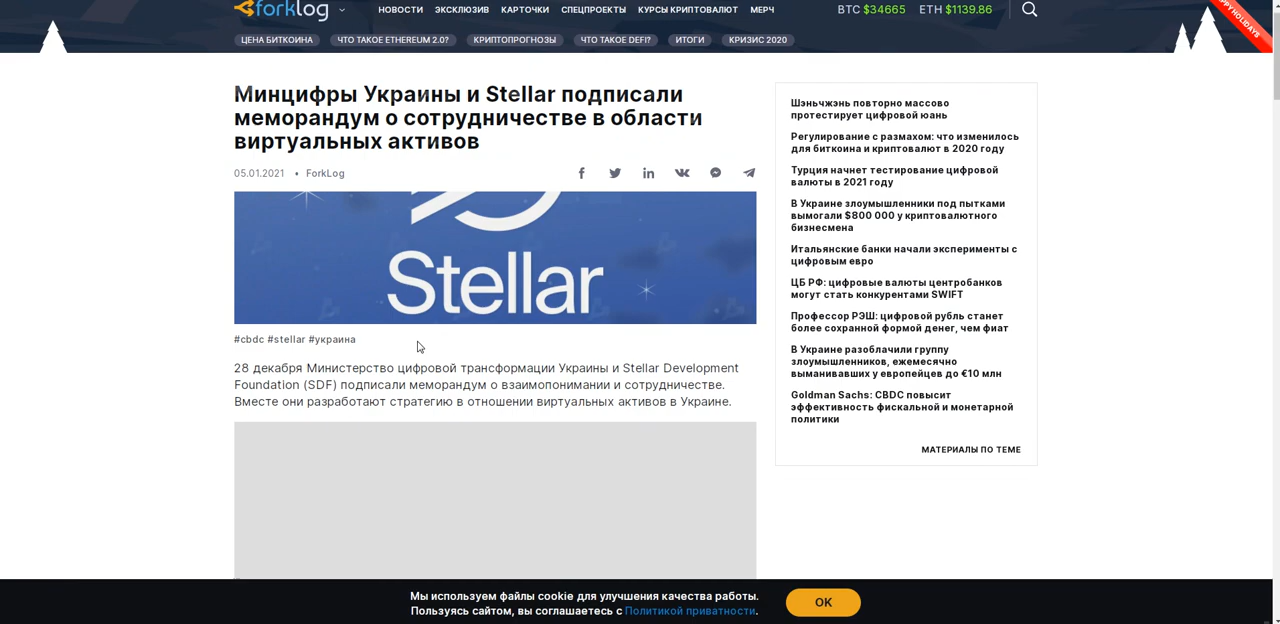 forklog
НОВОСТИ ЭКСКЛЮЗИВ КАРТОЧКИ СПЕЦПРОЕКТЫ КУРСЫ КРИПТОВАЛЮТ МЕРЧ
BTC $34665 ETH $1139.86
HAPPY HOLIDAYS
ЦЕНА БИТКОИНА ЧТО ТАКОЕ ETHEREUM 2.0? КРИПТОПРОГНОЗЫ ЧТО ТАКОЕ DEFI? ИТОГИ КРИЗИС 2020
Минцифры Украины и Stellar подписали
меморандум о сотрудничестве в области
виртуальных активов
05.01.2021 • ForkLog
Stellar
#cbdc #stellar #украина
28 декабря Министерство цифровой трансформации Украины и Stellar Development
Foundation (SDF) подписали меморандум о взаимопонимании и сотрудничестве.
Вместе они разработают стратегию в отношении виртуальных активов в Украине.
Шэньчжэнь повторно массово
протестирует цифровой юань
Регулирование с размахом: что изменилось
для биткоина и криптовалют в 2020 году
Турция начнет тестирование цифровой
валюты в 2021 году
В Украине злоумышленники под пытками
вымогали $800 000 у криптовалютного
бизнесмена
Итальянские банки начали эксперименты с
цифровым евро
ЦБ РФ: цифровые валюты центробанков
могут стать конкурентами SWIFT
Профессор РЭШ: цифровой рубль станет
более сохранной формой денег, чем фиат
В Украине разоблачили группу
злоумышленников, ежемесячно
выманивавших у европейцев до €10 млн
Goldman Sachs: CBDC повысит
эффективность фискальной и монетарной
политики
МАТЕРИАЛЫ ПО ТЕМЕ
Мы используем файлы cookie для улучшения качества работы.
Пользуясь сайтом, вы соглашаетесь с Политикой приватности.
OK